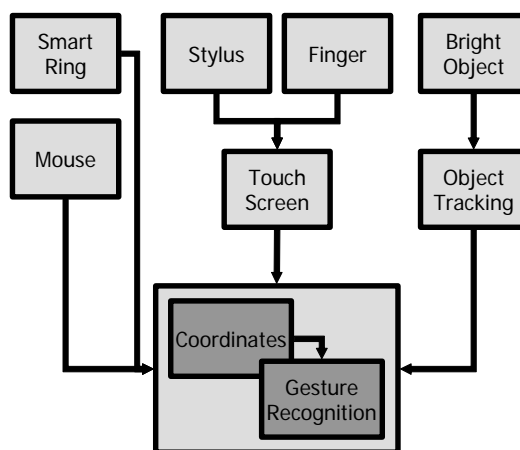 Smart
Ring
Stylus
Finger
Bright
Object
Mouse
Touch
Screen
Object
Tracking
Coordinates
Gesture
Recognition